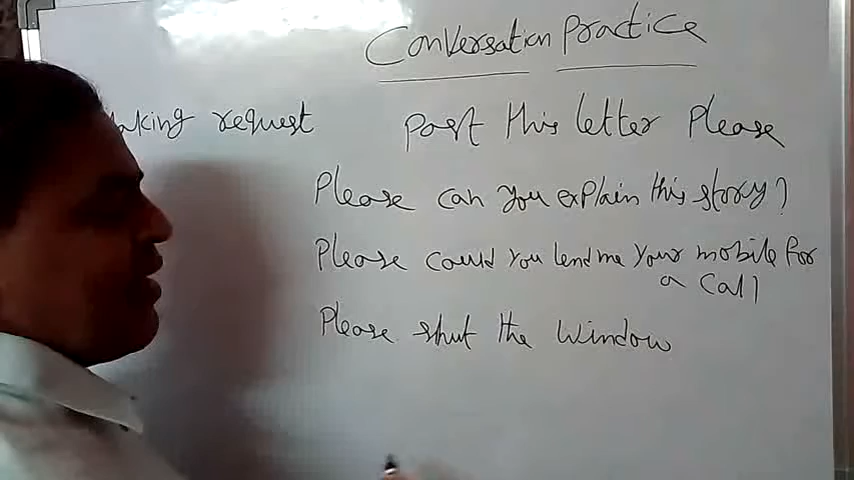 Conversation Practice
making request
Post this letter Please
Please can you explain this story?
Please could you lend me your mobile for
a call
Please shut the window